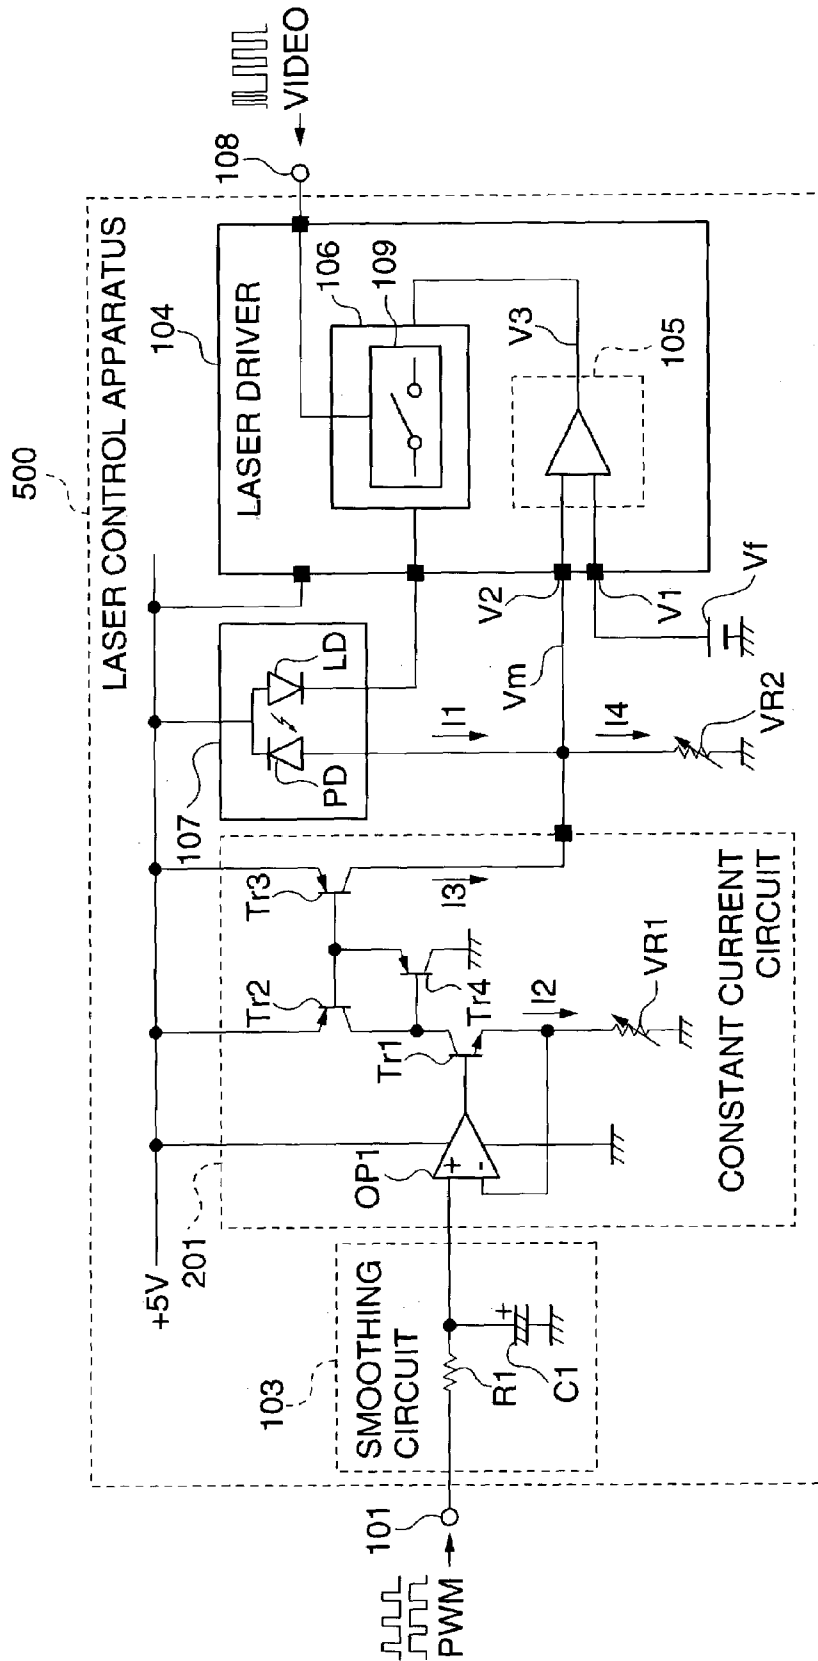 500
LASER CONTROL APPARATUS
+5V
201
103
SMOOTHING
CIRCUIT
101
PWM
R1
C1
+
OP1
+
-
Tr1
Tr2
Tr3
Tr4
I2
I3
VR1
CONSTANT CURRENT
CIRCUIT
107
PD
LD
I1
I4
VR2
Vm
V2
V1
Vf
104
LASER DRIVER
106
109
V3
105
108
VIDEO